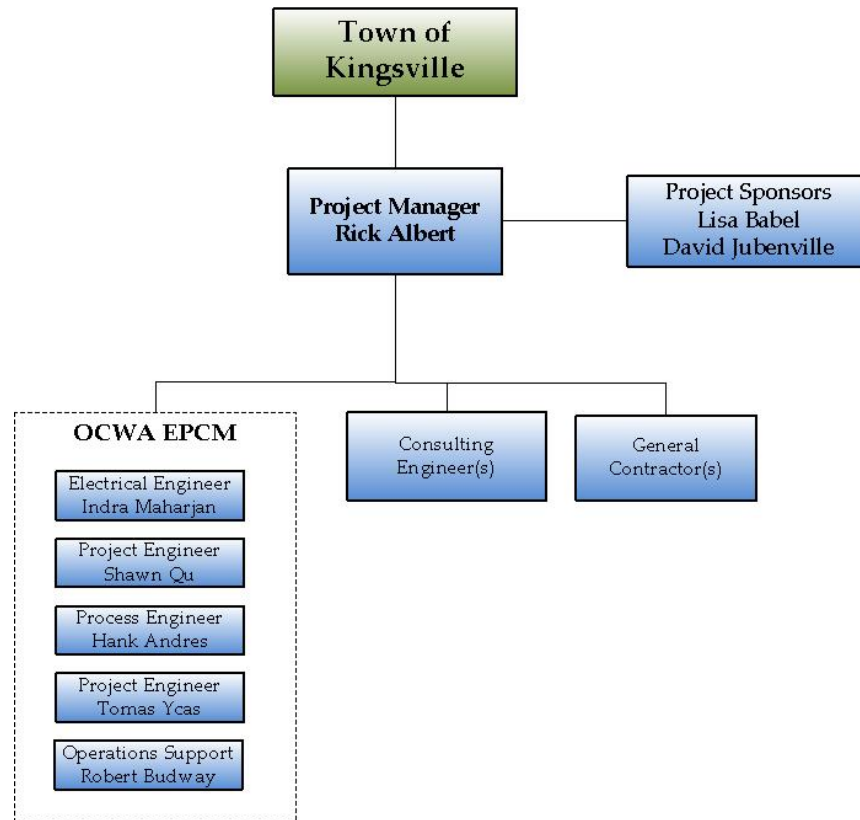 Town of
Kingsville
Project Manager
Rick Albert
Project Sponsors
Lisa Babel
David Jubenville
OCWA EPCM
Electrical Engineer
Indra Maharjan
Project Engineer
Shawn Qu
Process Engineer
Hank Andres
Project Engineer
Tomas Ycas
Operations Support
Robert Budway
Consulting
Engineer(s)
General
Contractor(s)